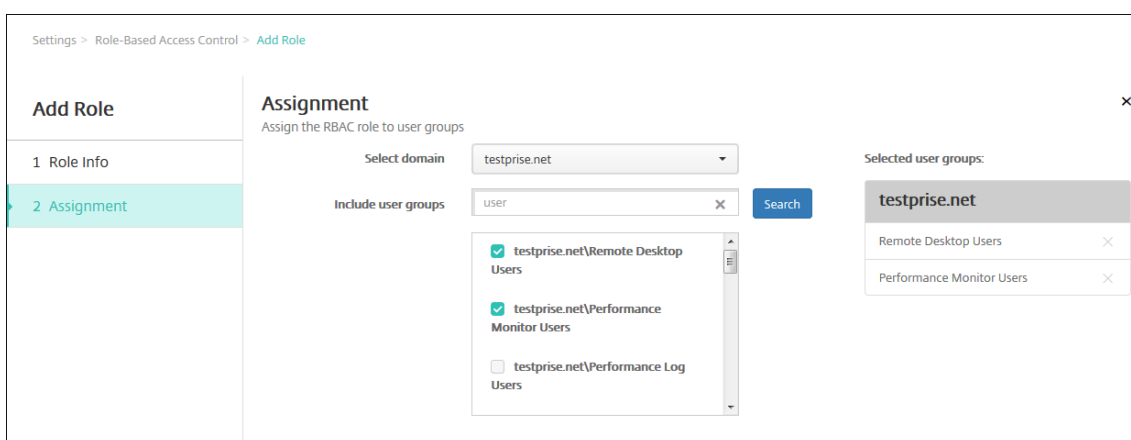 Settings > Role-Based Access Control > Add Role
Add Role
1 Role Info
2 Assignment
Assignment
Assign the RBAC role to user groups
Select domain
testprise.net
Include user groups
user
Search
testprise.net\Remote Desktop
Users
testprise.net\Performance
Monitor Users
testprise.net\Performance Log
Users
Selected user groups:
testprise.net
Remote Desktop Users
Performance Monitor Users